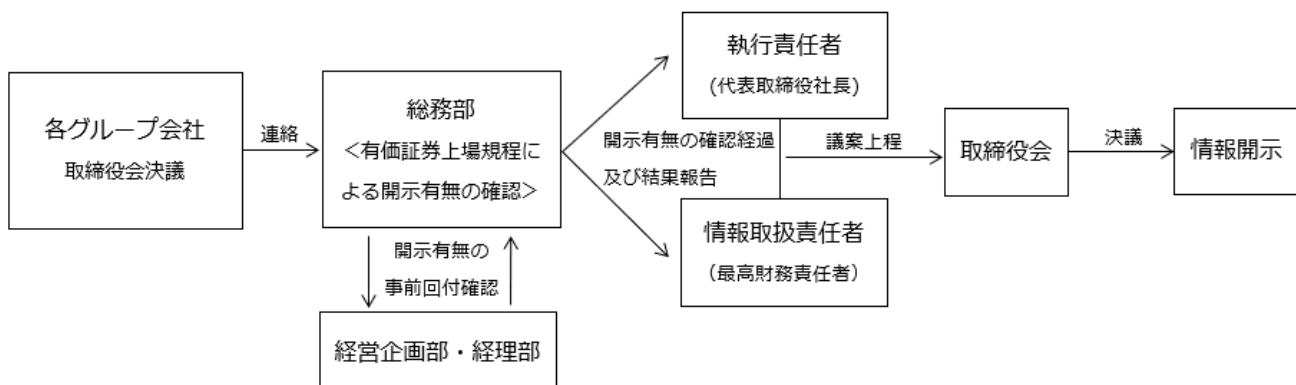 各グループ会社
取締役会決議
連絡
総務部
<有価証券上場規程に
よる開示有無の確認>
開示有無の
事前回付確認
経営企画部・経理部
執行責任者
(代表取締役社長)
開示有無の確認経過
及び結果報告
情報取扱責任者
(最高財務責任者)
議案上程
取締役会
決議
情報開示